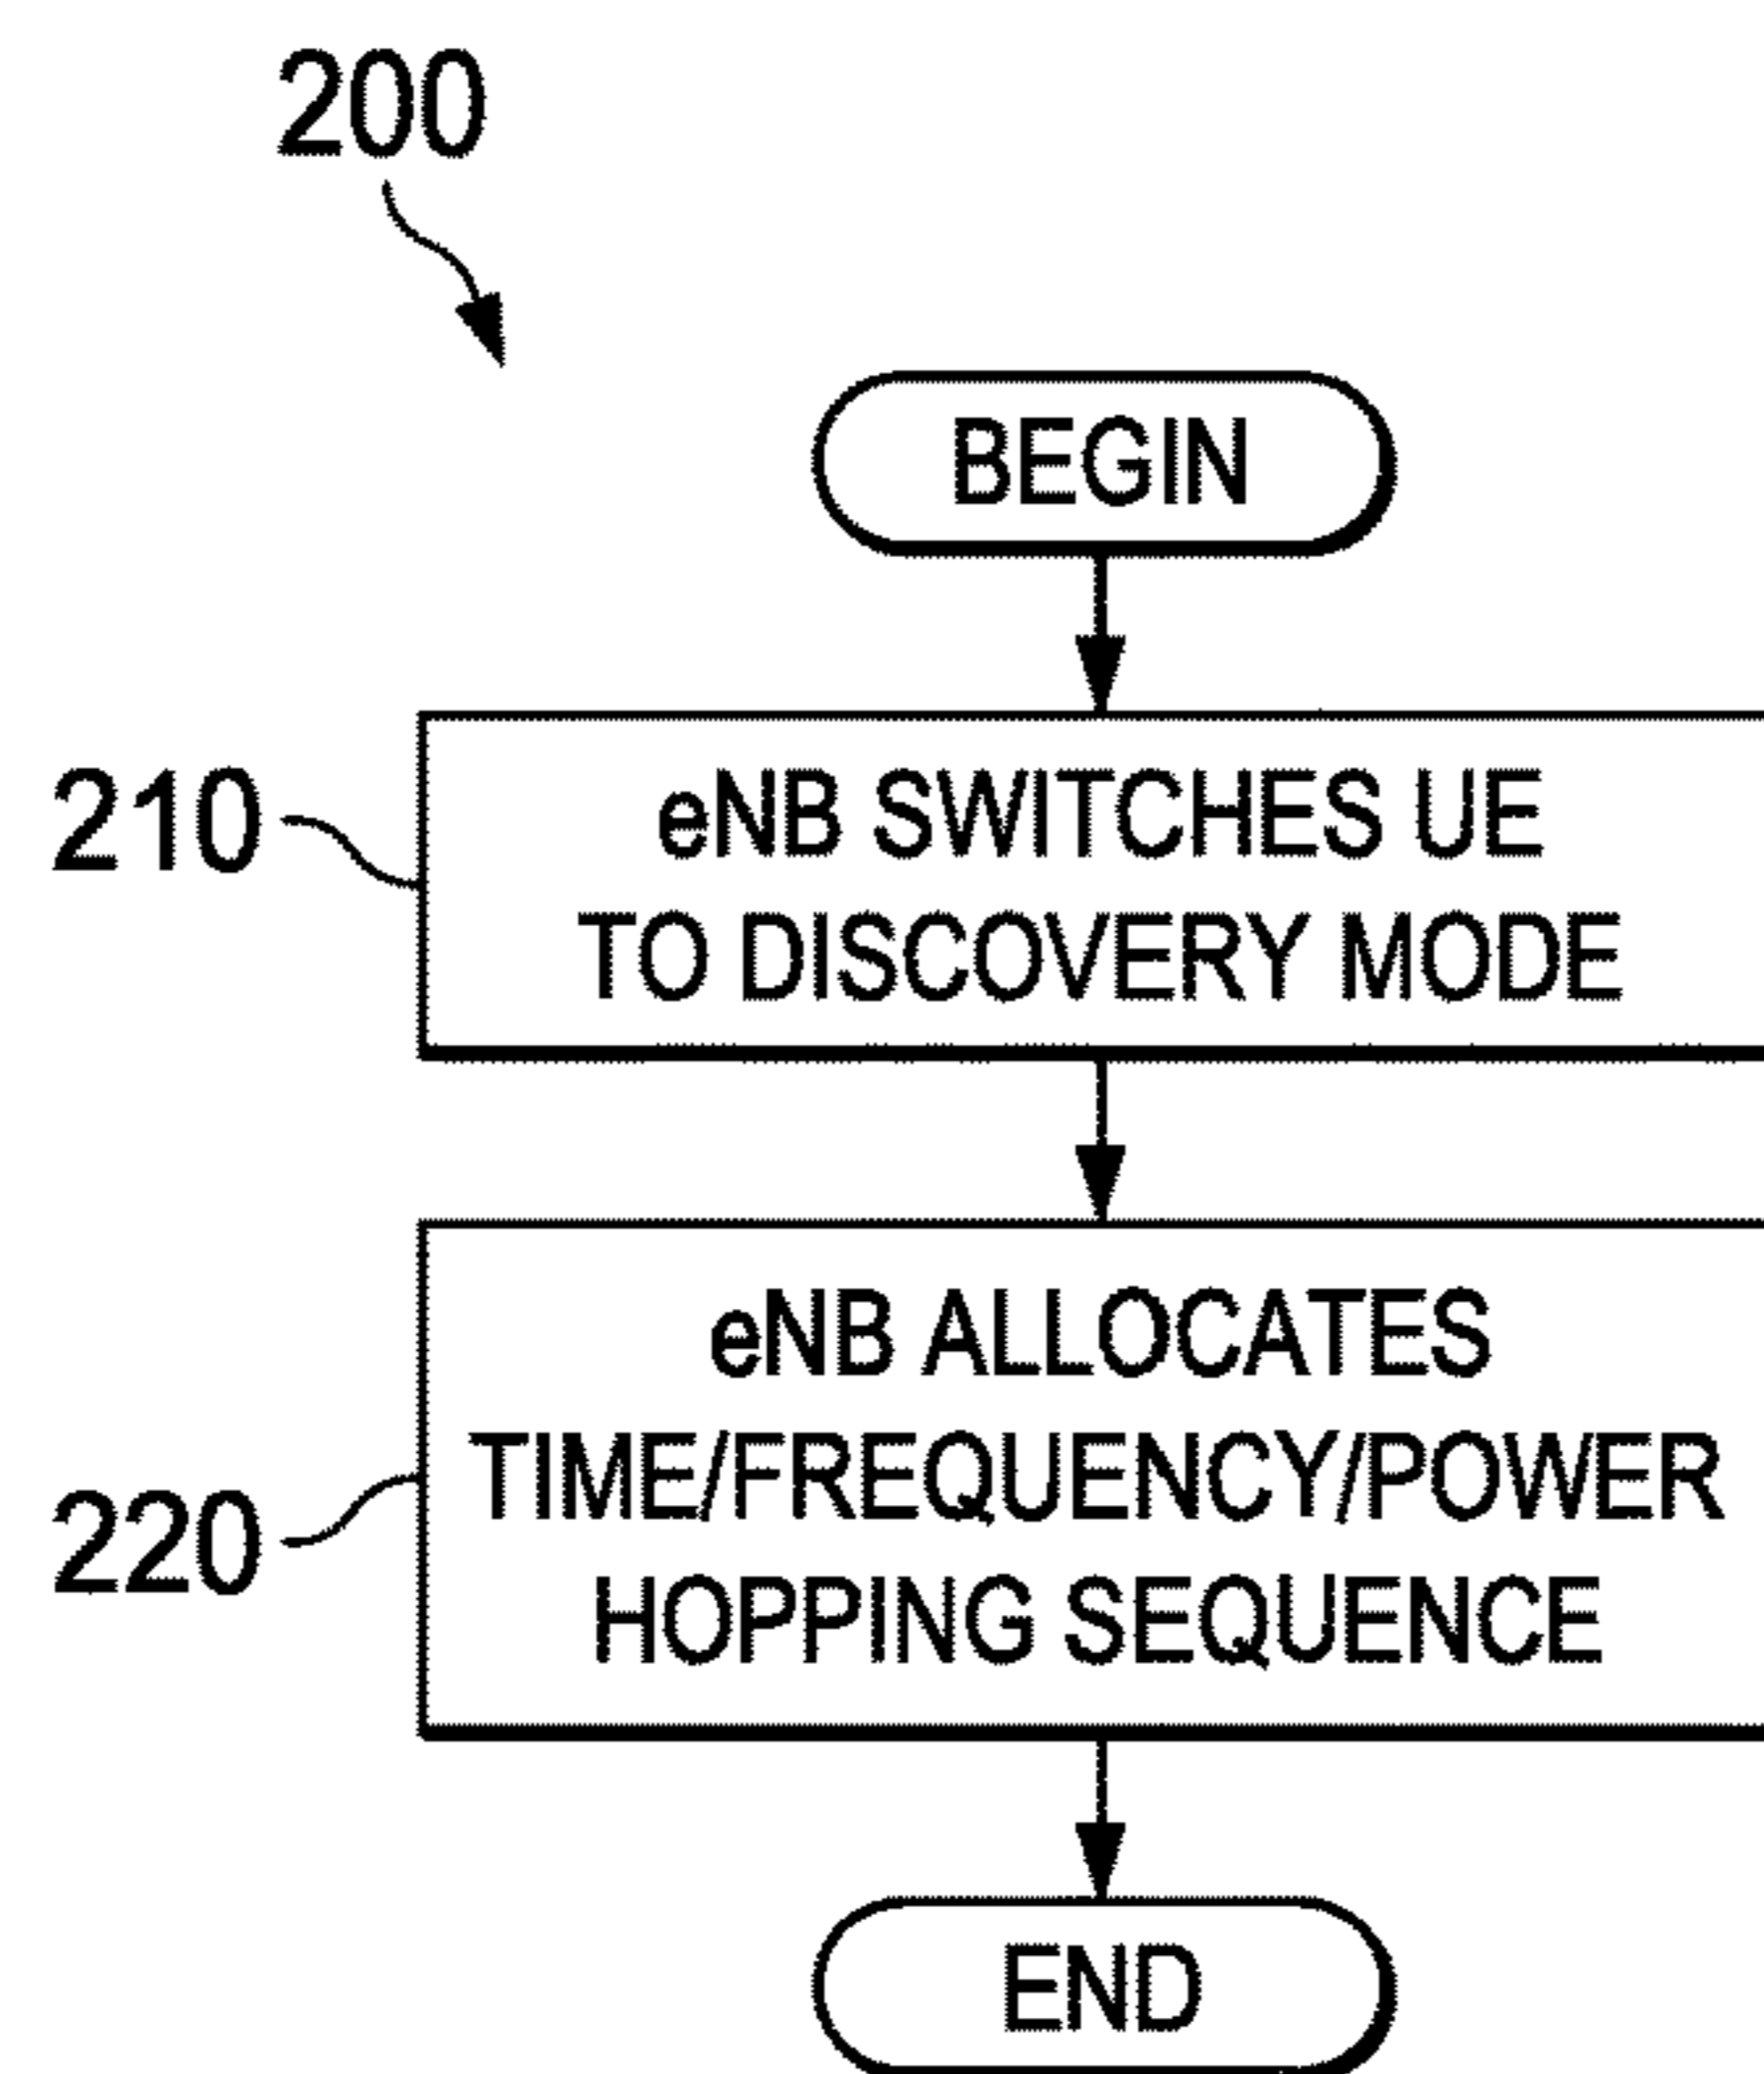 200
BEGIN
210
eNB SWITCHES UE
TO DISCOVERY MODE
220
eNB ALLOCATES
TIME/FREQUENCY/POWER
HOPPING SEQUENCE
END